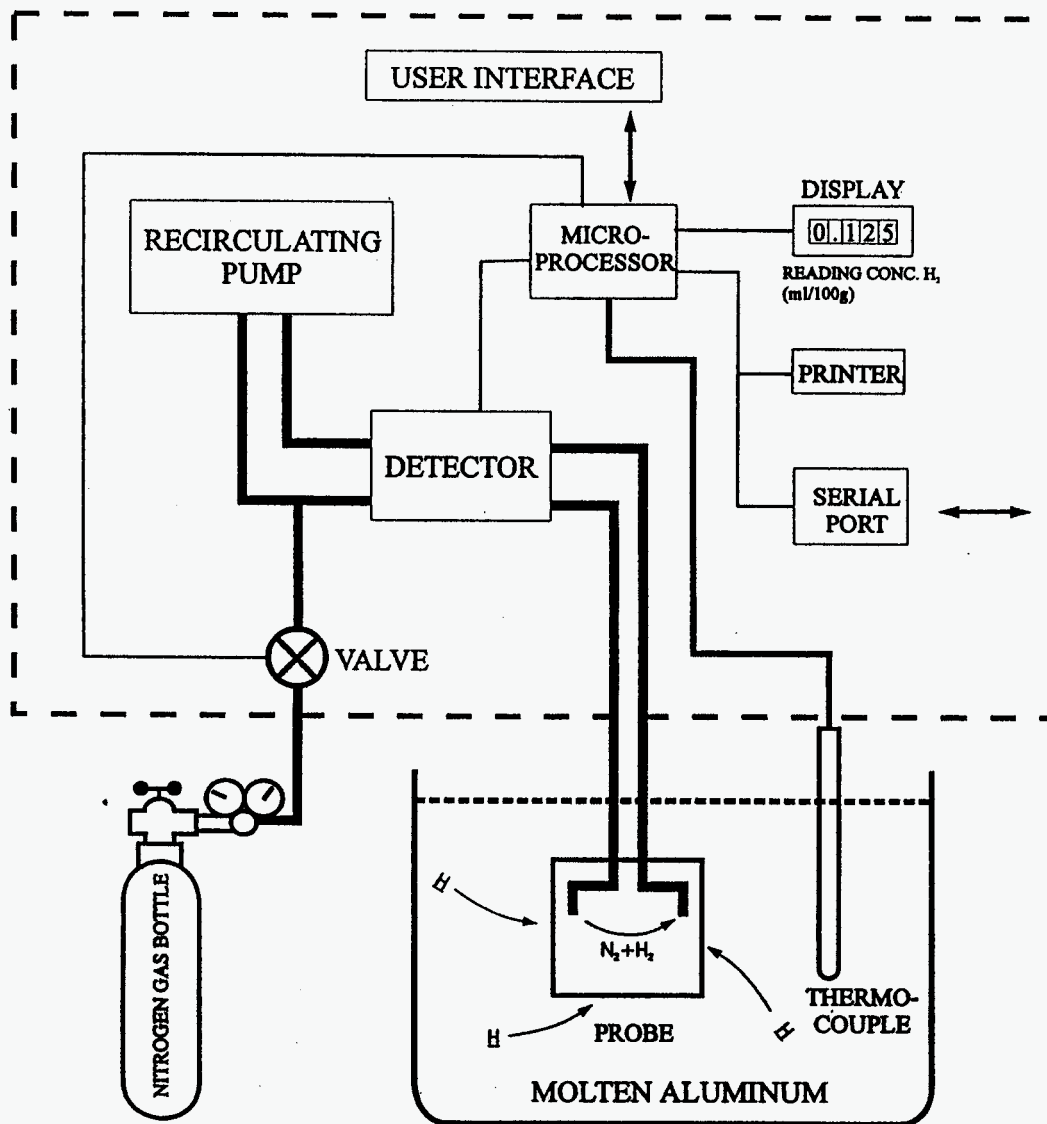 USER INTERFACE
DISPLAY
0.125
READING CONC. H₂
(ml/100g)
RECIRCULATING
PUMP
MICRO-
PROCESSOR
PRINTER
DETECTOR
SERIAL
PORT
VALVE
NITROGEN GAS BOTTLE
H
N₂+H₂
H
H
PROBE
THERMO-
COUPLE
MOLTEN ALUMINUM